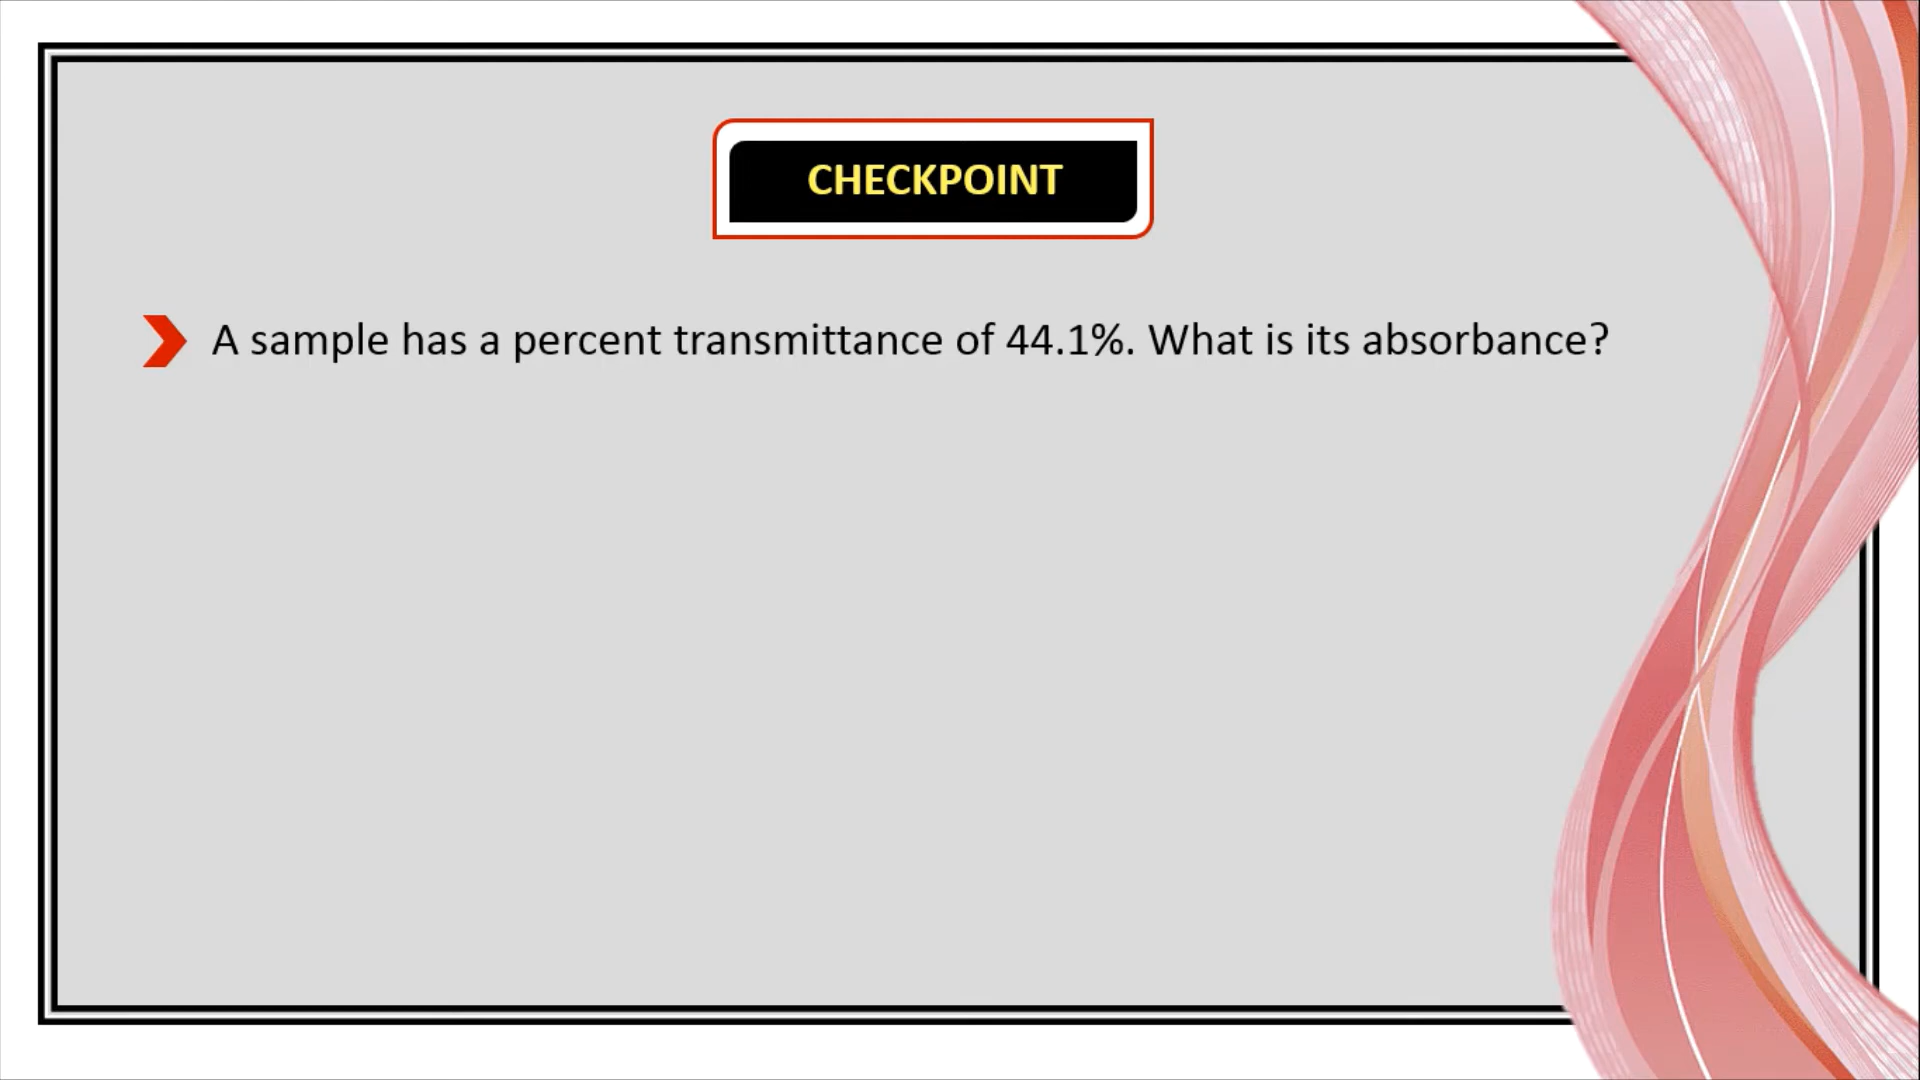 CHECKPOINT
A sample has a percent transmittance of 44.1%. What is its absorbance?